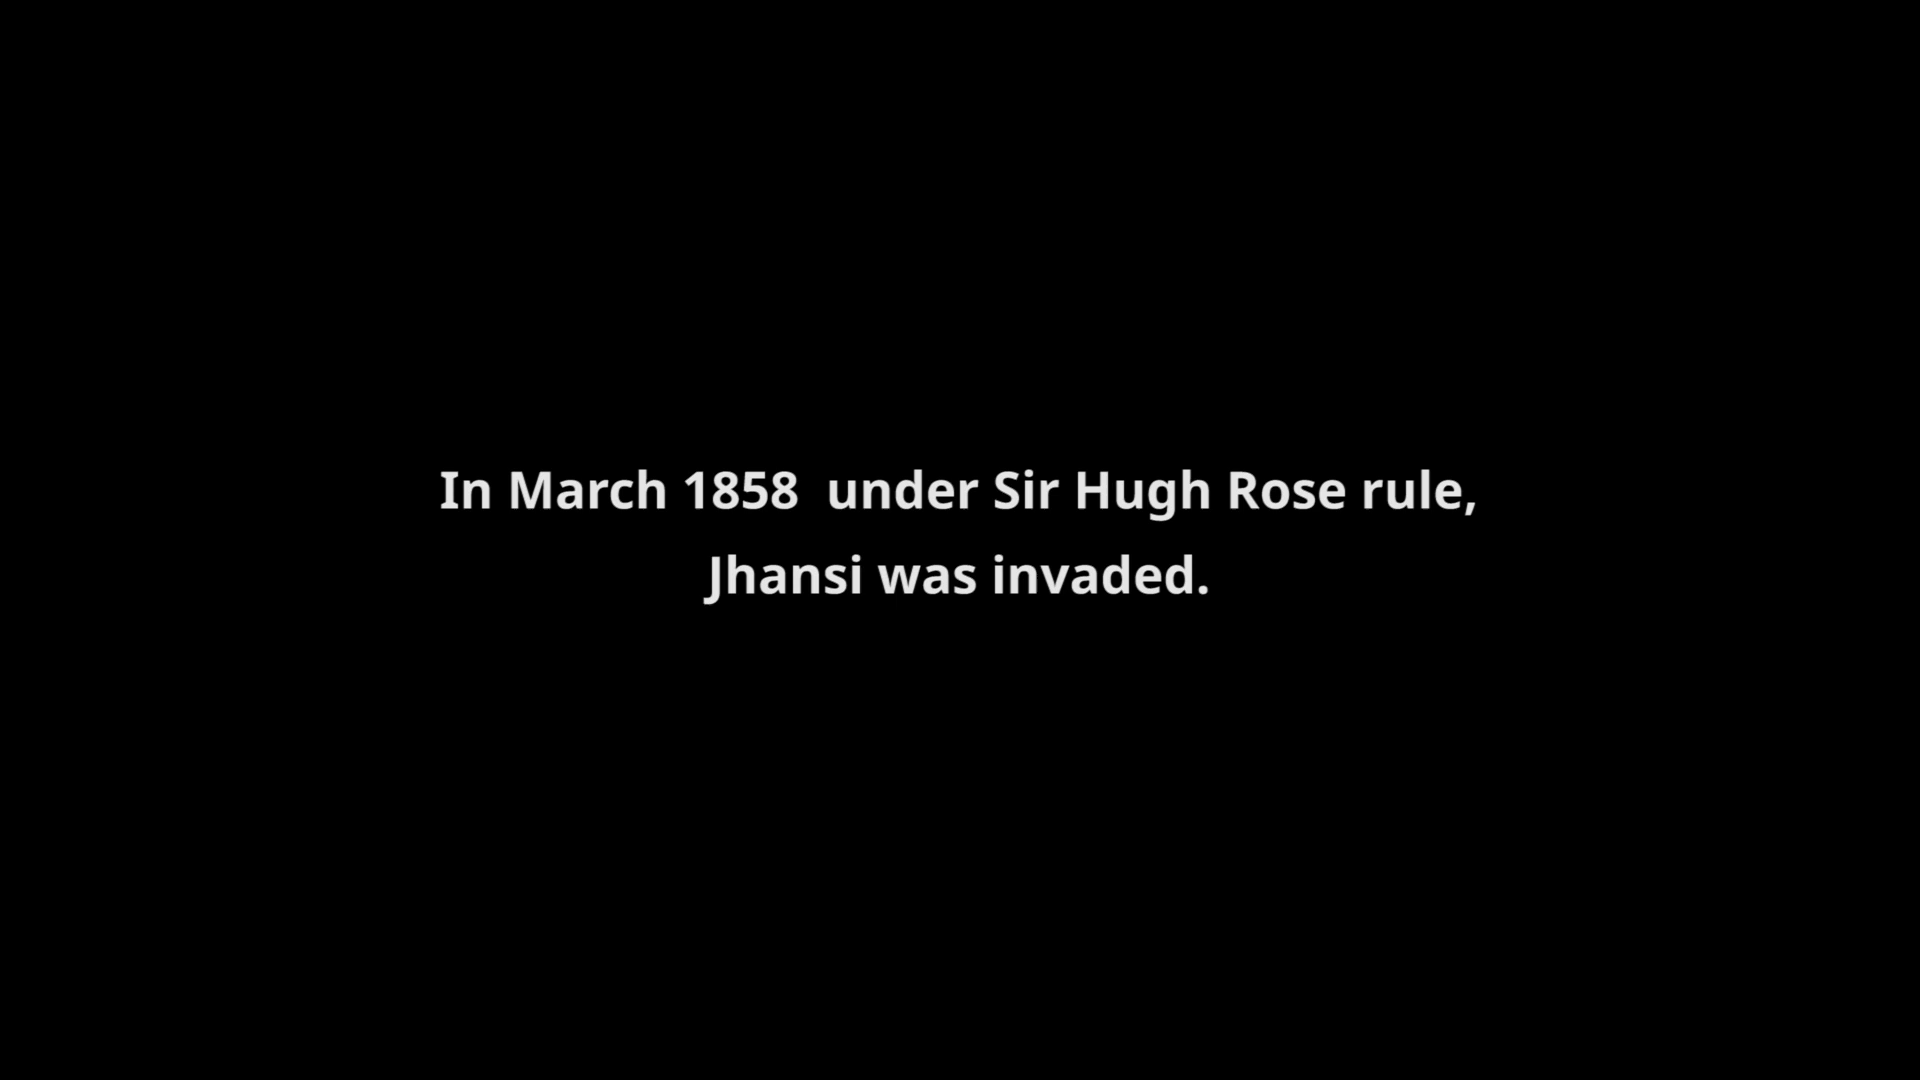 In March 1858  under Sir Hugh Rose rule,
Jhansi was invaded.